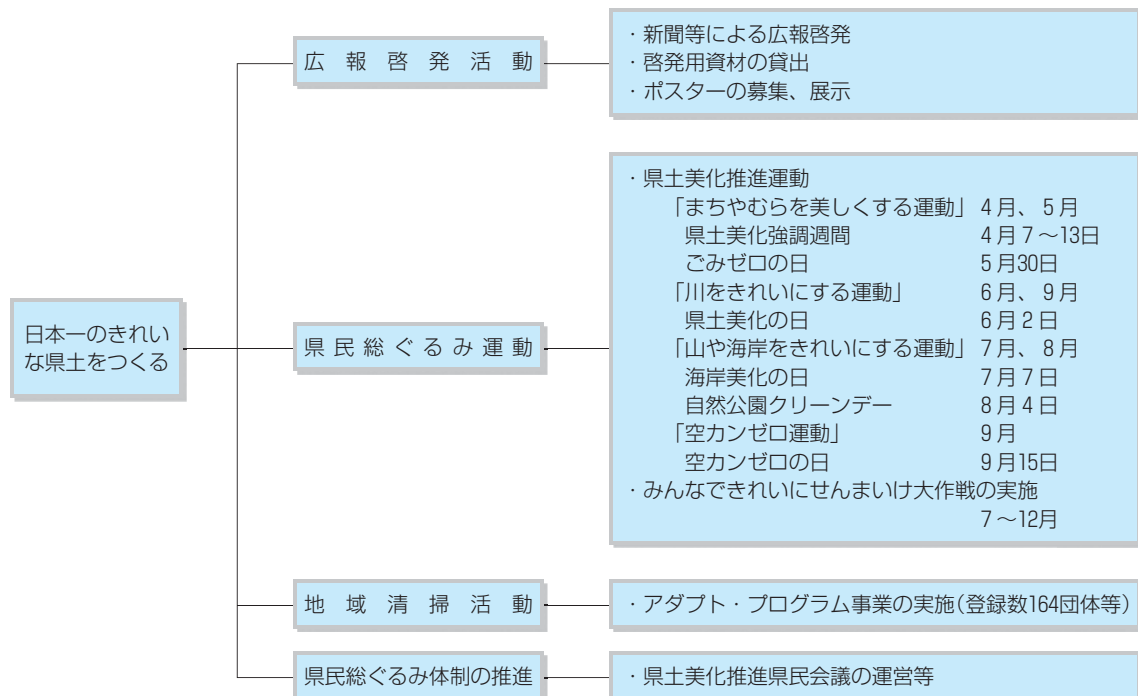 日本一のきれい
な県土をつくる
広報啓発活動
・新聞等による広報啓発
・啓発用資材の貸出
・ポスターの募集、展示
県民総ぐるみ運動
・県土美化推進運動
「まちやむらを美しくする運動」 4月、5月
県土美化強調週間 4月7～13日
ごみゼロの日 5月30日
「川をきれいにする運動」 6月、9月
県土美化の日 6月2日
「山や海岸をきれいにする運動」 7月、8月
海岸美化の日 7月7日
自然公園クリーンデー 8月4日
「空カンゼロ運動」 9月
空カンゼロの日 9月15日
・みんなできれいにせんまいけ大作戦の実施
7～12月
地域清掃活動
・アダプト・プログラム事業の実施(登録数164団体等)
県民総ぐるみ体制の推進
・県土美化推進県民会議の運営等